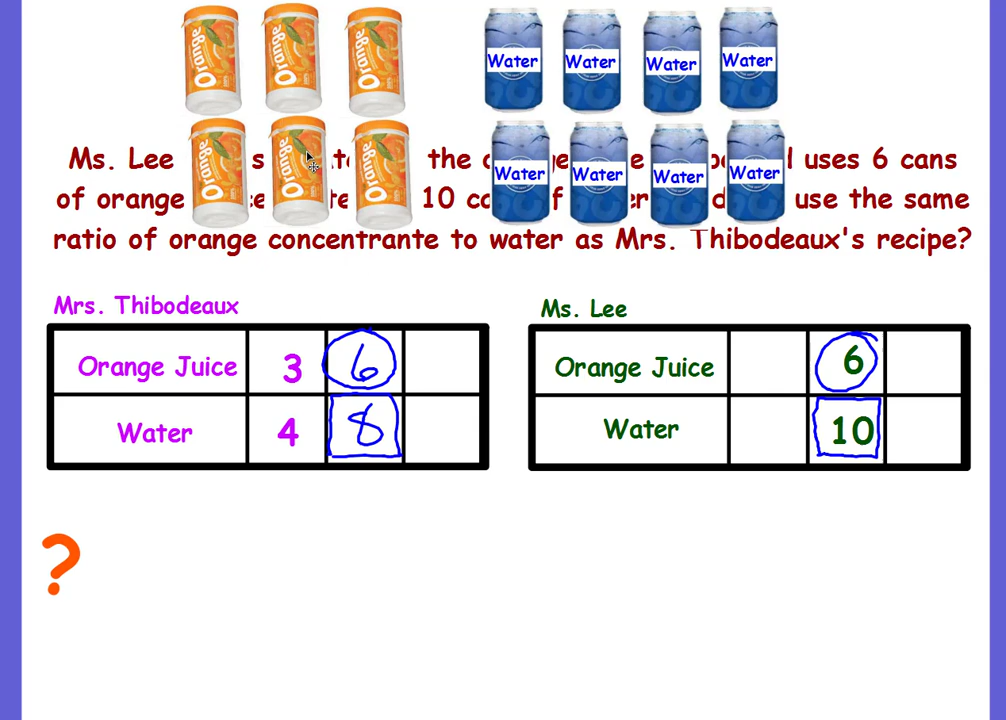 Orange Orange Orange Water Water Water Water
Orange Orange Orange Water Water Water Water
Ms. Lee the uses 6 cans
of orange 10 use the same
ratio of orange concentrante to water as Mrs. Thibodeaux's recipe?
Mrs. Thibodeaux
Orange Juice 3 6
Water 4 8
Ms. Lee
Orange Juice 6
Water 10
?